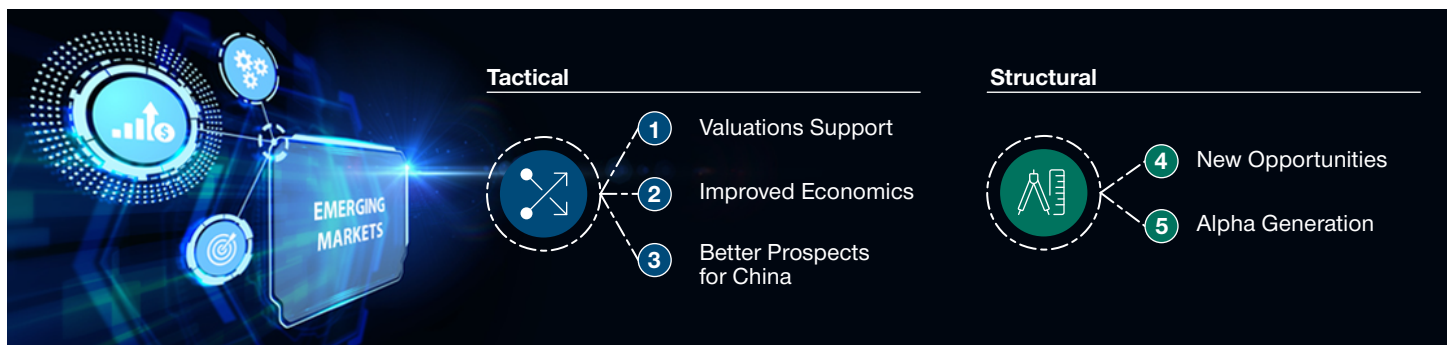 EMERGING
MARKETS
Tactical
1 Valuations Support
2 Improved Economics
3 Better Prospects
for China
Structural
4 New Opportunities
5 Alpha Generation
$